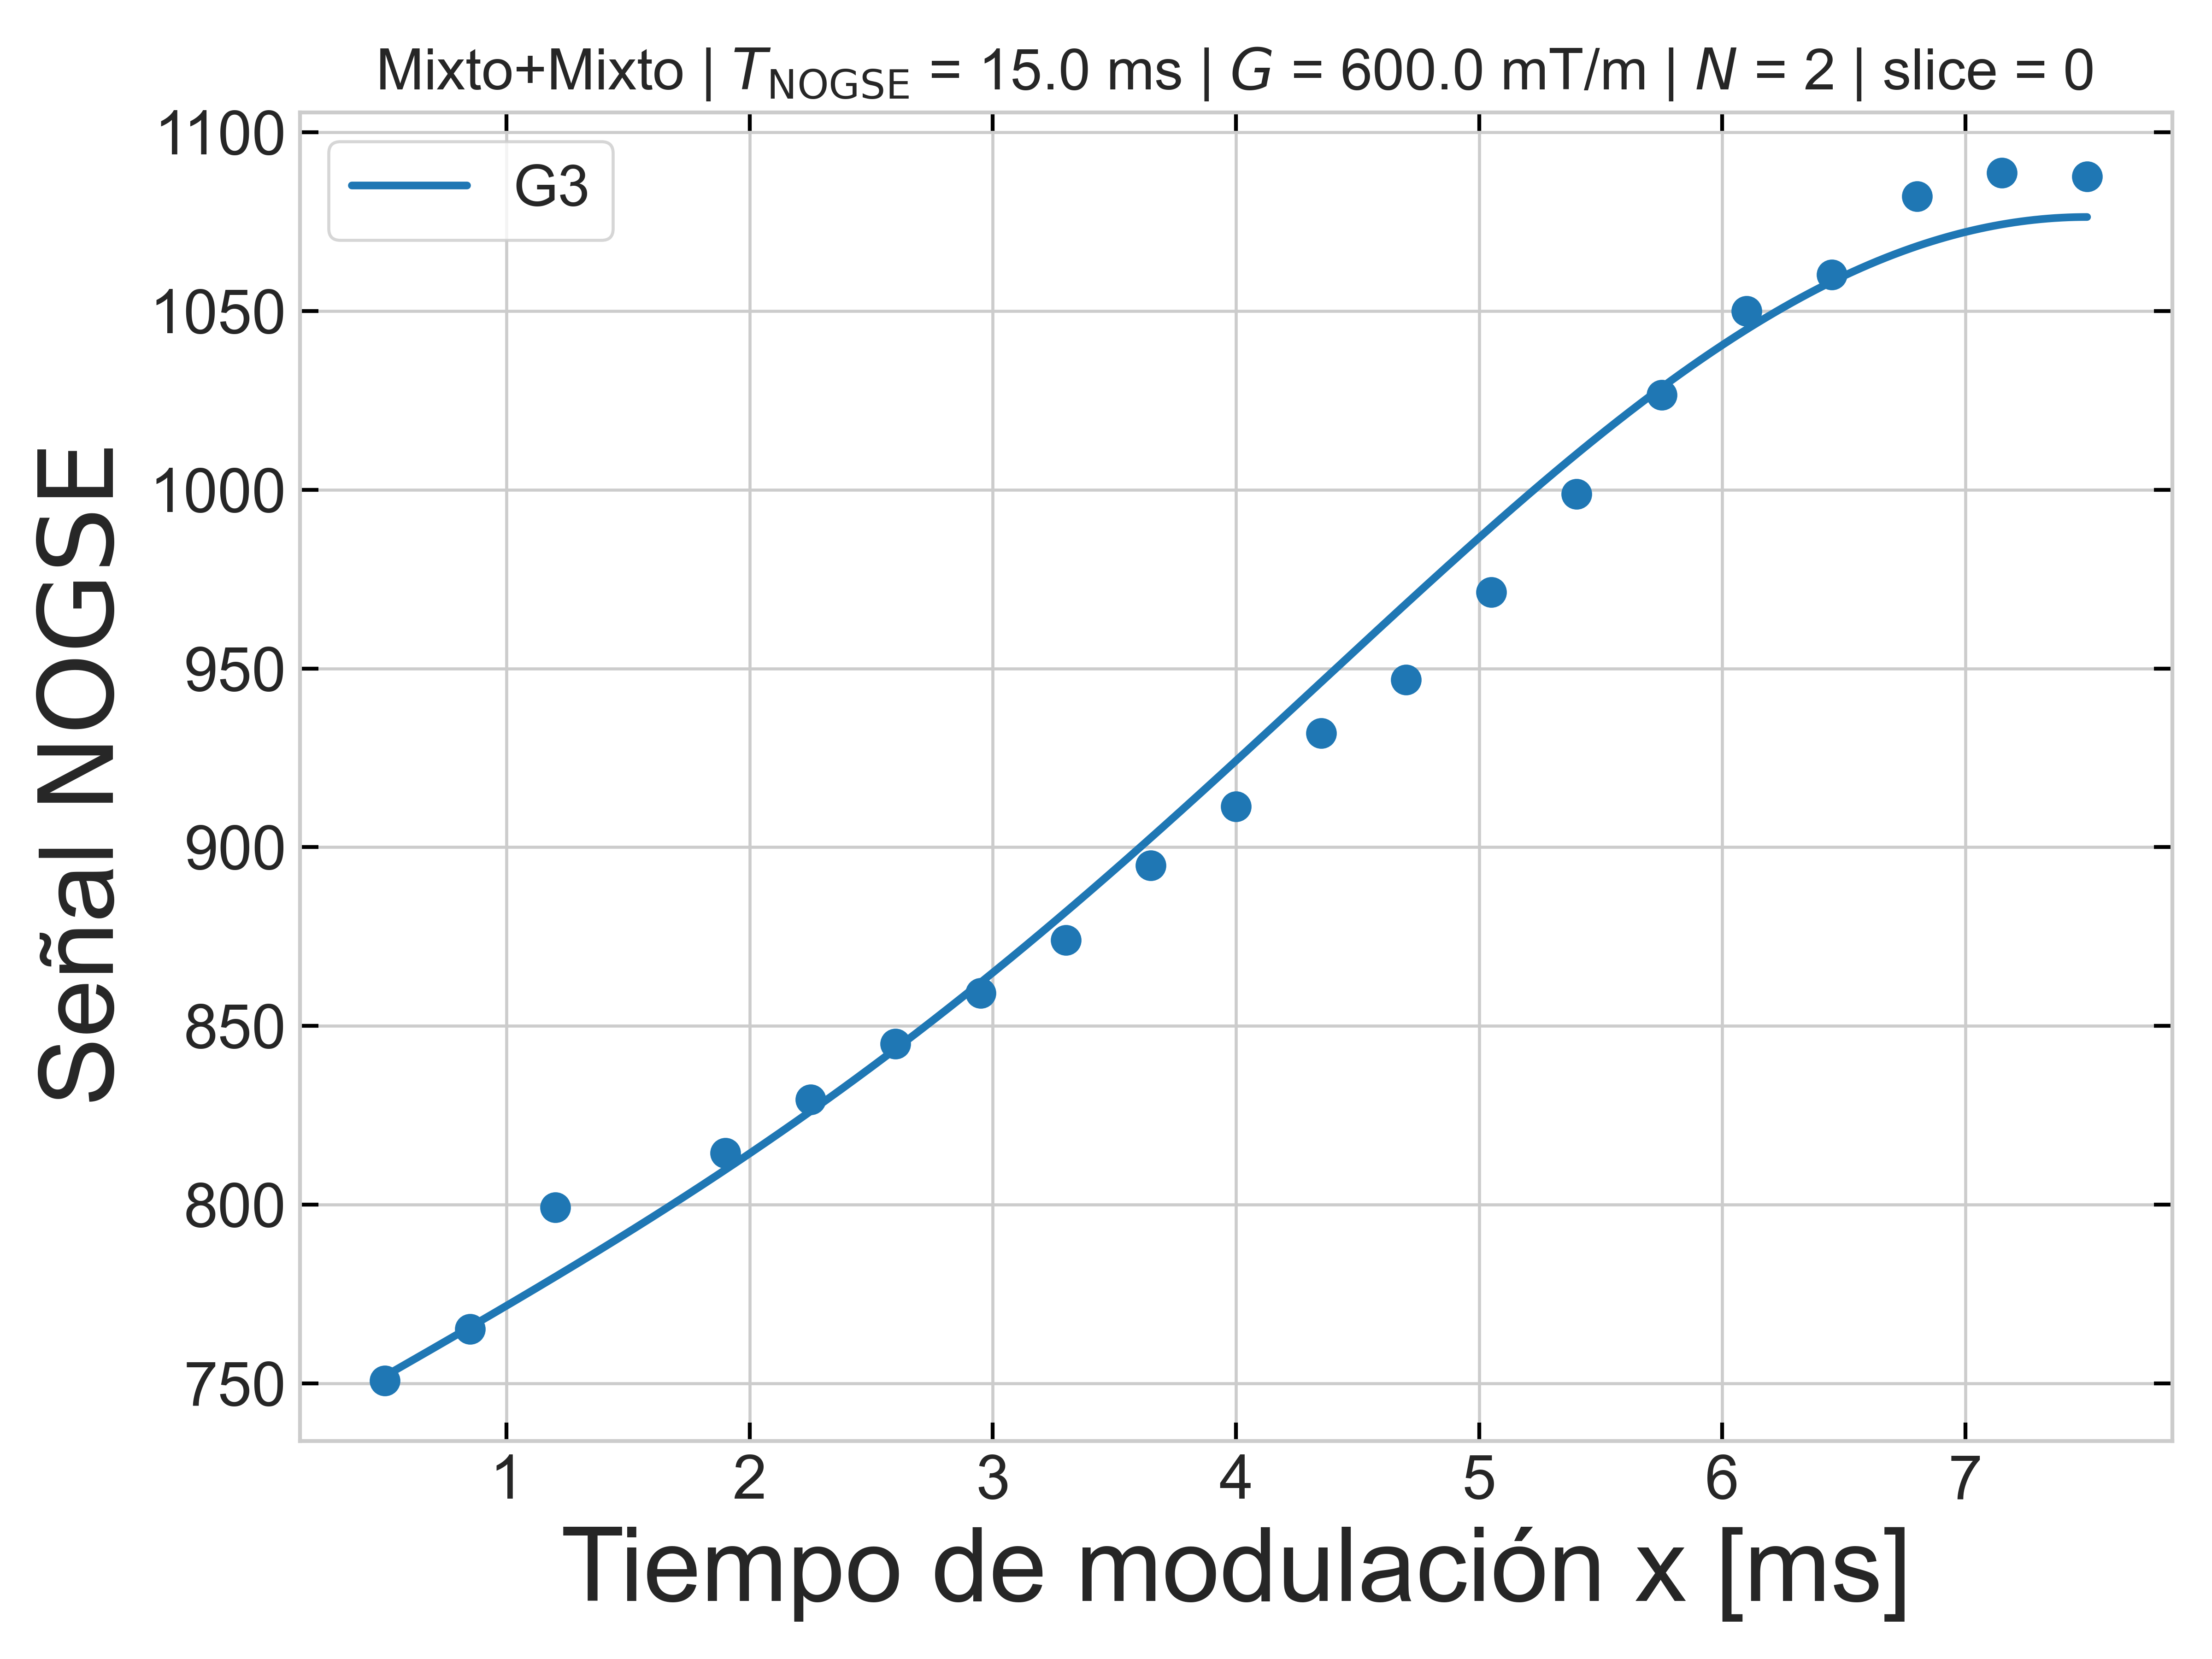 Mixto+Mixto | T_NOGSE = 15.0 ms | G = 600.0 mT/m | N = 2 | slice = 0
G3
1100
1050
1000
950
900
850
800
750
Señal NOGSE
1 2 3 4 5 6 7
Tiempo de modulación x [ms]